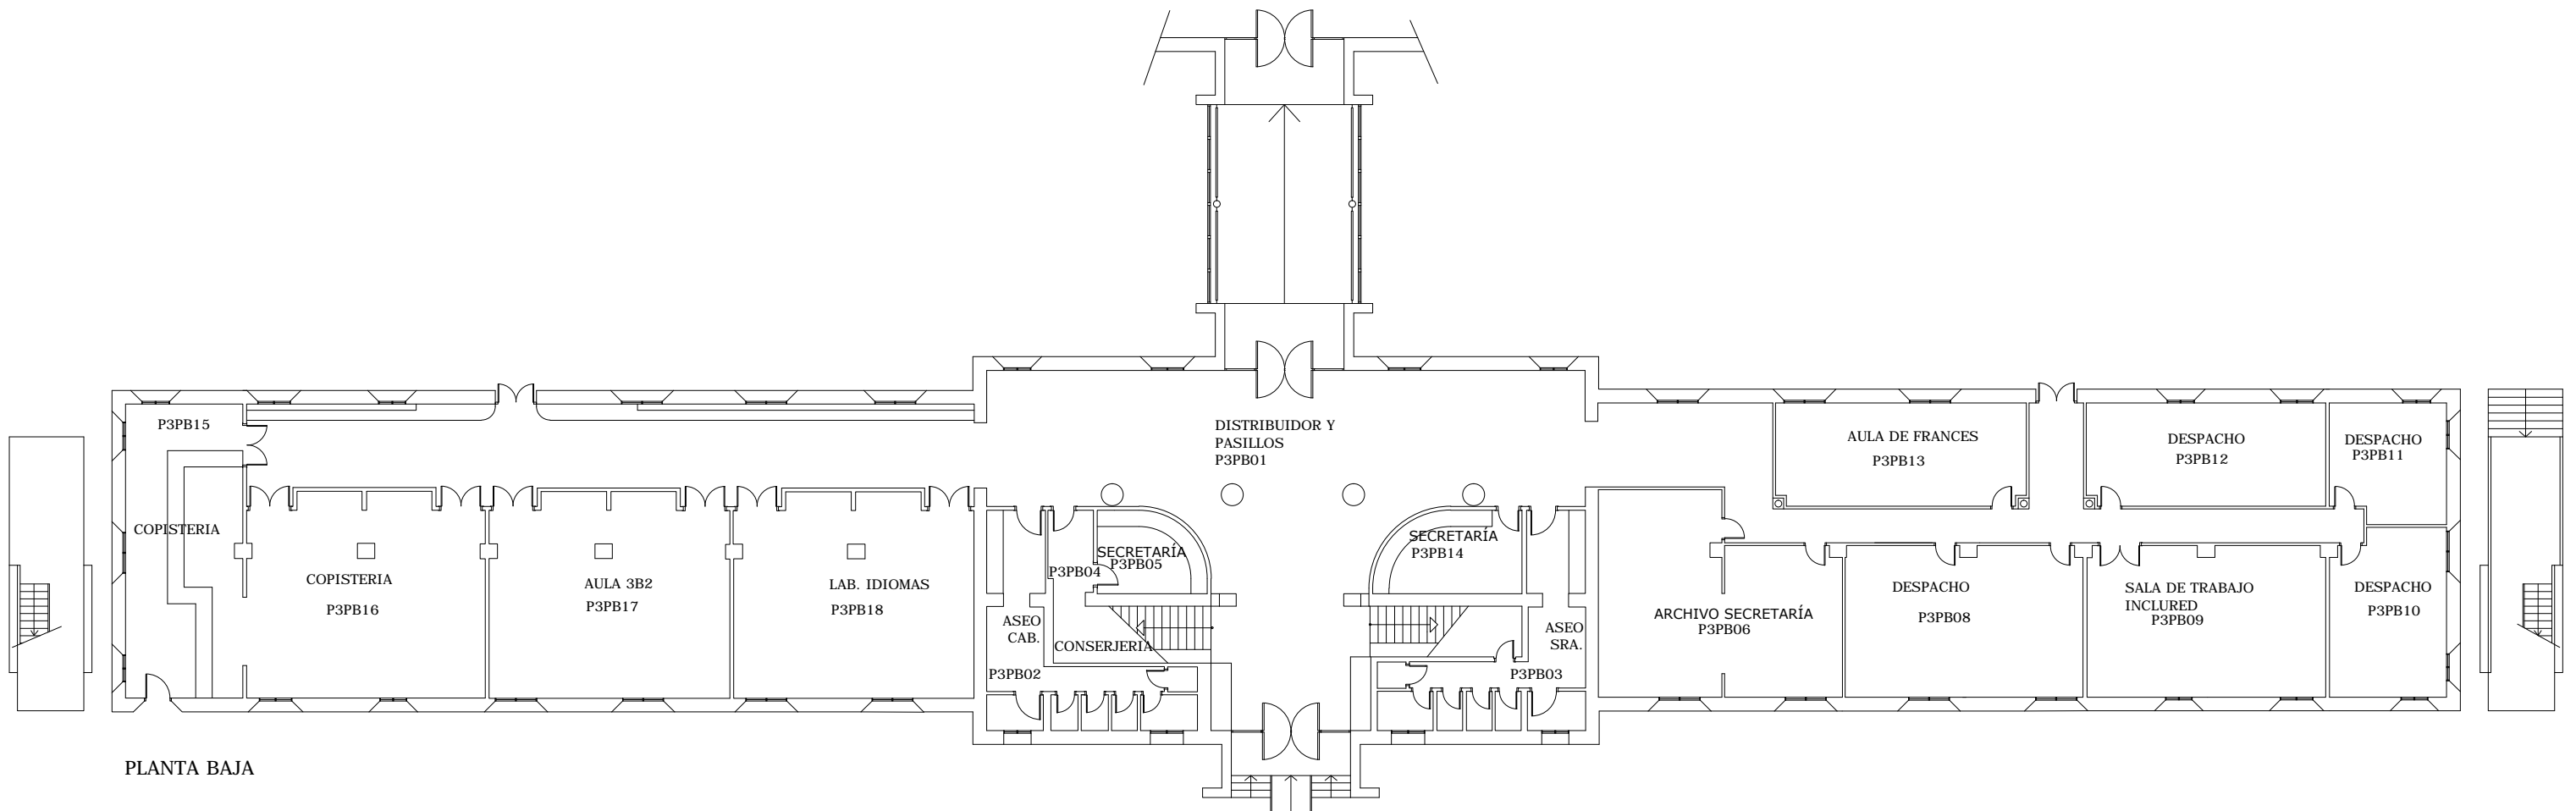 DISTRIBUIDOR Y
PASILLOS
P3PB01
P3PB15
COPISTERIA
COPISTERIA
P3PB16
AULA 3B2
P3PB17
LAB. IDIOMAS
P3PB18
ASEO
CAB.
P3PB02
P3PB04
CONSERJERIA
SECRETARÍA
P3PB05
SECRETARÍA
P3PB14
ASEO
SRA.
P3PB03
ARCHIVO SECRETARÍA
P3PB06
AULA DE FRANCES
P3PB13
DESPACHO
P3PB12
DESPACHO
P3PB11
DESPACHO
P3PB08
SALA DE TRABAJO
INCLURED
P3PB09
DESPACHO
P3PB10
PLANTA BAJA